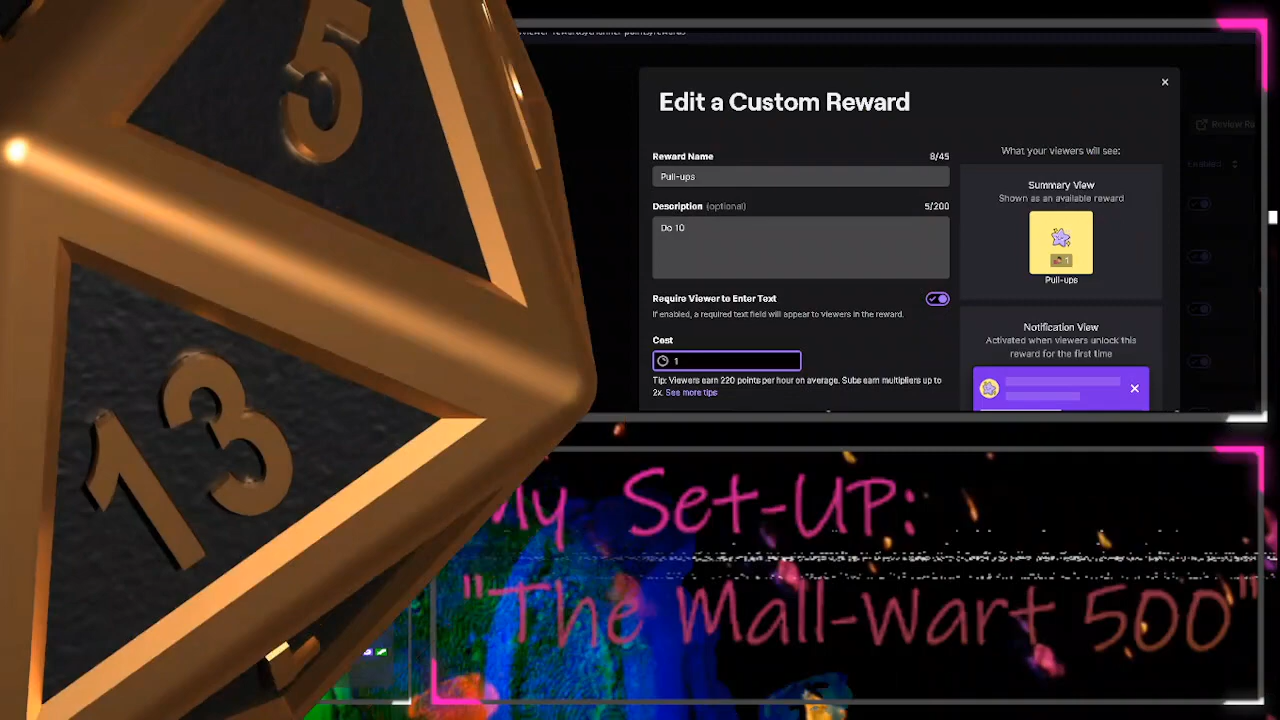 5
13
Edit a Custom Reward
Reward Name
8/45
Pull-ups
Description (optional)
5/200
Do 10
Require Viewer to Enter Text
If enabled, a required text field will appear to viewers in the reward.
Cost
1
Tip: Viewers earn 220 points per hour on average. Subs earn multipliers up to
2x. See more tips
What your viewers will see:
Summary View
Shown as an available reward
1
Pull-ups
Notification View
Activated when viewers unlock this
reward for the first time
Enabled
My Set-UP:
"The Mall-Wart 500"